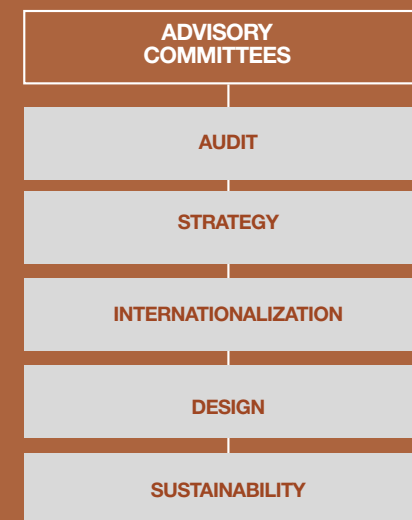 ADVISORY
COMMITTEES
AUDIT
STRATEGY
INTERNATIONALIZATION
DESIGN
SUSTAINABILITY